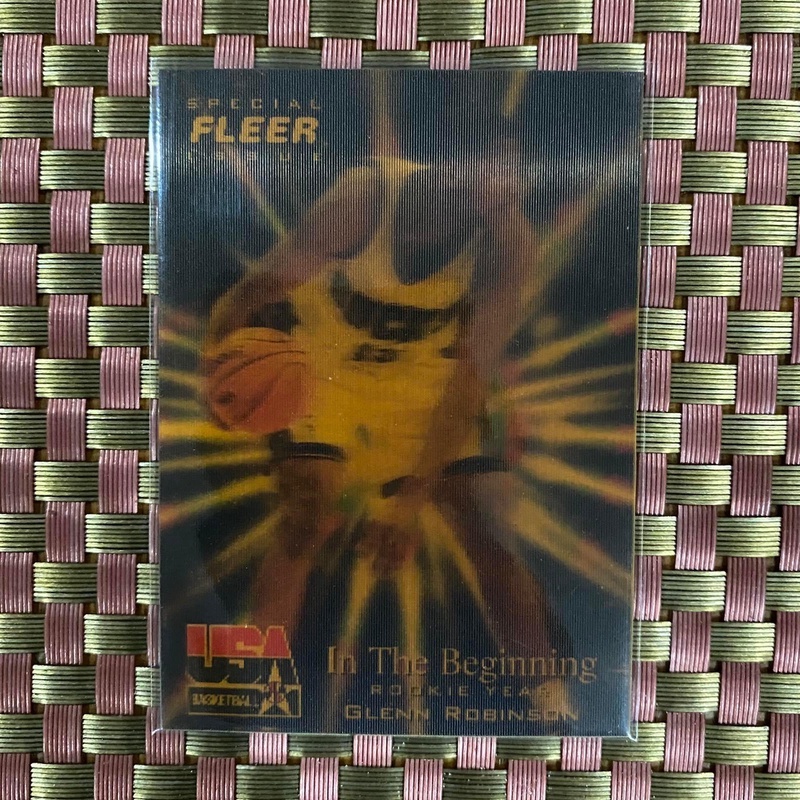 SPECIAL
FLEER
ISSUE
USA
BASKETBALL
In The Beginning
ROOKIE YEAR
GLENN ROBINSON